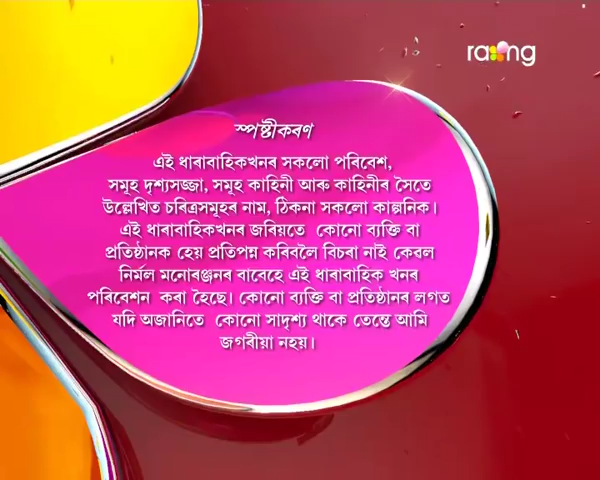 rang
স্পষ্টীকৰণ
এই ধাৰাবাহিকখনৰ সকলো পৰিবেশ,
সমূহ দৃশ্যসজ্জা, সমূহ কাহিনী আৰু কাহিনীৰ সৈতে
উল্লেখিত চৰিত্ৰসমূহৰ নাম, ঠিকনা সকলো কাল্পনিক।
এই ধাৰাবাহিকখনৰ জৰিয়তে কোনো ব্যক্তি বা
প্ৰতিষ্ঠানক হেয় প্ৰতিপন্ন কৰিবলৈ বিচৰা নাই কেৱল
নিৰ্মল মনোৰঞ্জনৰ বাবেহে এই ধাৰাবাহিক খনৰ
পৰিবেশন কৰা হৈছে। কোনো ব্যক্তি বা প্ৰতিষ্ঠানৰ লগত
যদি অজানিতে কোনো সাদৃশ্য থাকে তেন্তে আমি
জগৰীয়া নহয়।